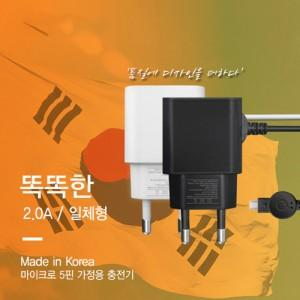 '품질에 디자인을 더하다'
똑똑한
2.0A / 일체형
Made in Korea
마이크로 5핀 가정용 충전기